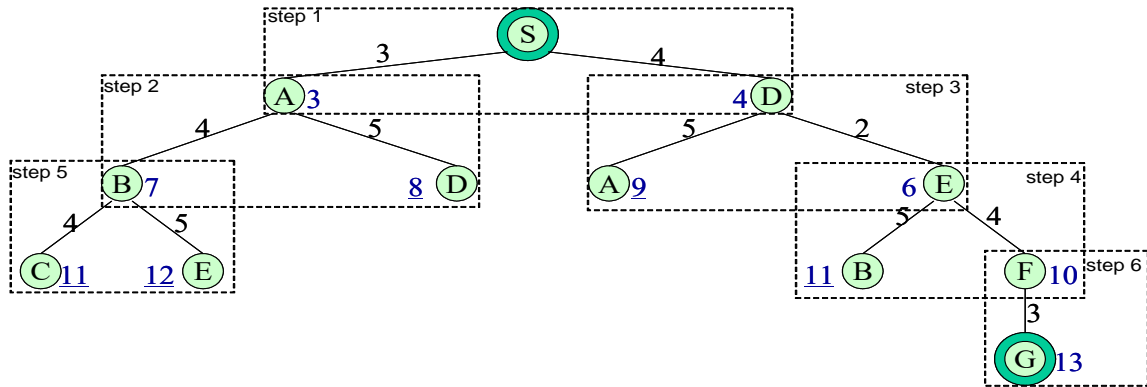 step 1
S
3
4
step 2
A 3
4 D
step 3
4
5
5
2
step 5
B 7
8 D
A 9
6 E
step 4
4
5
5
4
C 11
12 E
11 B
F 10
step 6
3
G 13